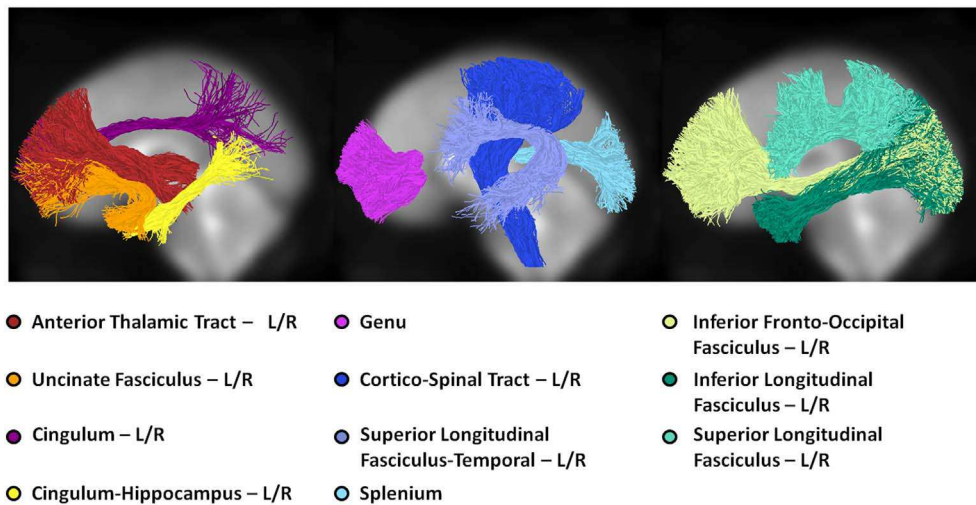 Anterior Thalamic Tract – L/R
Uncinate Fasciculus – L/R
Cingulum – L/R
Cingulum-Hippocampus – L/R
Genu
Cortico-Spinal Tract – L/R
Superior Longitudinal
Fasciculus-Temporal – L/R
Splenium
Inferior Fronto-Occipital
Fasciculus – L/R
Inferior Longitudinal
Fasciculus – L/R
Superior Longitudinal
Fasciculus – L/R